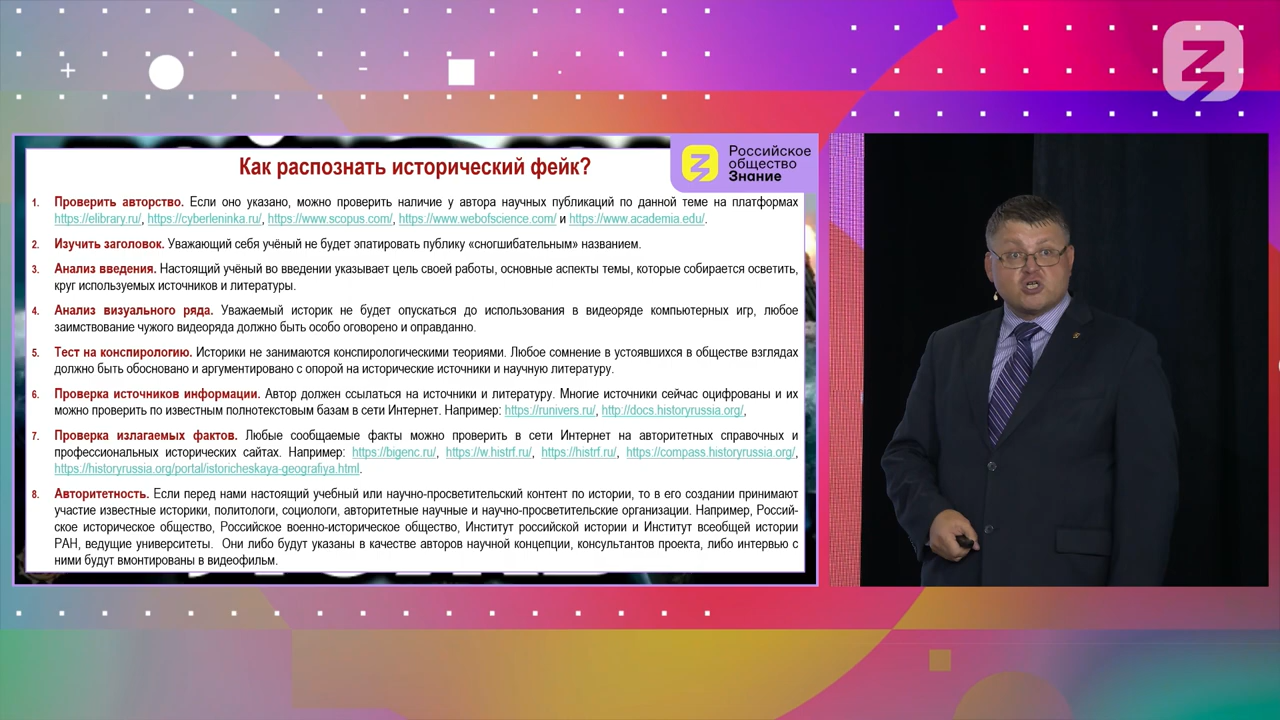 Как распознать исторический фейк?
Российское
общество
Знание
1. Проверить авторство. Если оно указано, можно проверить наличие у автора научных публикаций по данной теме на платформах
https://elibrary.ru/, https://cyberleninka.ru/, https://www.scopus.com/, https://www.webofscience.com/ и https://www.academia.edu/.
2. Изучить заголовок. Уважающий себя учёный не будет эпатировать публику «сногшибательным» названием.
3. Анализ введения. Настоящий учёный во введении указывает цель своей работы, основные аспекты темы, которые собирается осветить,
круг используемых источников и литературы.
4. Анализ визуального ряда. Уважаемый историк не будет опускаться до использования в видеоряде компьютерных игр, любое
заимствование чужого видеоряда должно быть особо оговорено и оправданно.
5. Тест на конспирологию. Историки не занимаются конспирологическими теориями. Любое сомнение в устоявшихся в обществе взглядах
должно быть обосновано и аргументировано с опорой на исторические источники и научную литературу.
6. Проверка источников информации. Автор должен ссылаться на источники и литературу. Многие источники сейчас оцифрованы и их
можно проверить по известным полнотекстовым базам в сети Интернет. Например: https://runivers.ru/, http://docs.historyrussia.org/,
7. Проверка излагаемых фактов. Любые сообщаемые факты можно проверить в сети Интернет на авторитетных справочных и
профессиональных исторических сайтах. Например: https://bigenc.ru/, https://w.histrf.ru/, https://histrf.ru/, https://compass.historyrussia.org/,
https://historyrussia.org/portal/istoricheskaya-geografiya.html.
8. Авторитетность. Если перед нами настоящий учебный или научно-просветительский контент по истории, то в его создании принимают
участие известные историки, политологи, социологи, авторитетные научные и научно-просветительские организации. Например, Россий-
ское историческое общество, Российское военно-историческое общество, Институт российской истории и Институт всеобщей истории
РАН, ведущие университеты. Они либо будут указаны в качестве авторов научной концепции, консультантов проекта, либо интервью с
ними будут вмонтированы в видеофильм.